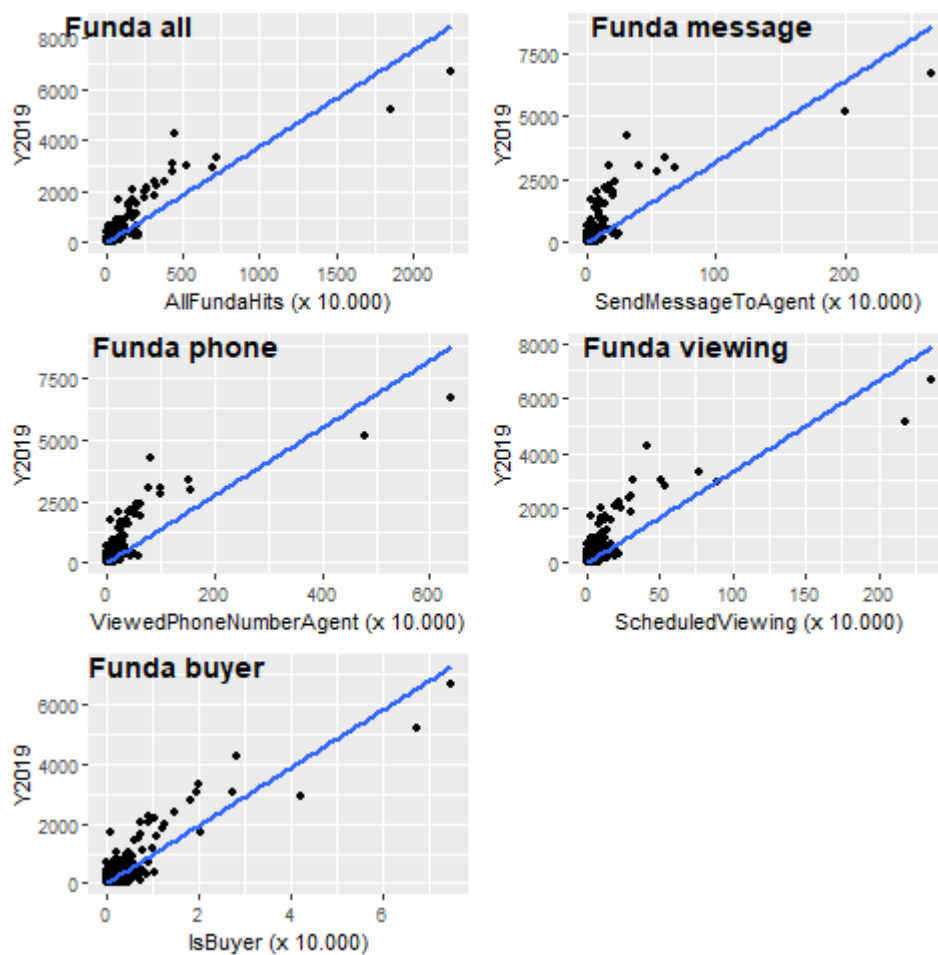 Funda all
8000
6000
4000
2000
0
Y2019
0 500 1000 1500 2000
AllFundaHits (x 10.000)
Funda message
7500
5000
2500
0
Y2019
0 100 200
SendMessageToAgent (x 10.000)
Funda phone
7500
5000
2500
0
Y2019
0 200 400 600
ViewedPhoneNumberAgent (x 10.000)
Funda viewing
8000
6000
4000
2000
0
Y2019
0 50 100 150 200
ScheduledViewing (x 10.000)
Funda buyer
6000
4000
2000
0
Y2019
0 2 4 6
IsBuyer (x 10.000)